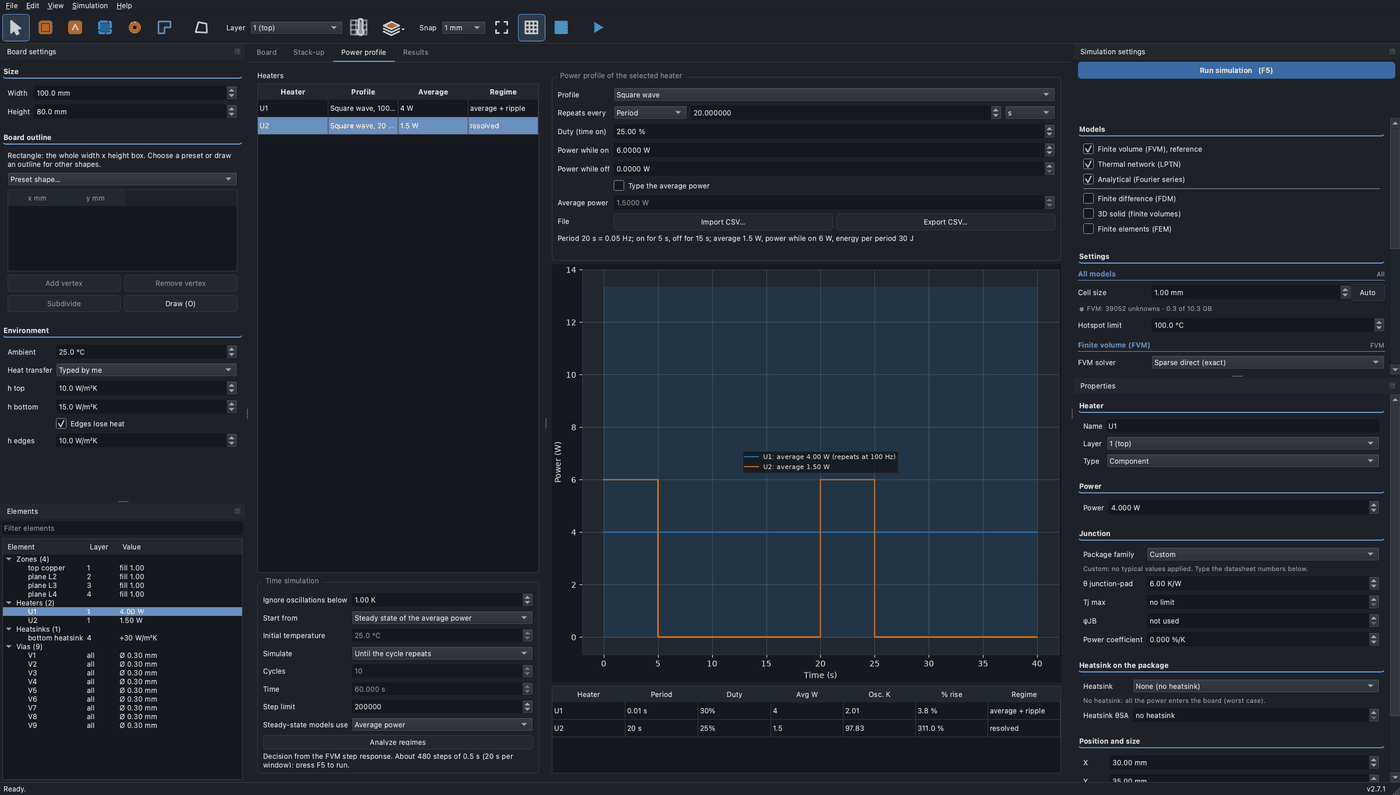 File Edit View Simulation Help
Layer 1 (top) Snap 1 mm
Board settings
Size
Width 100.0 mm
Height 80.0 mm
Board outline
Rectangle: the whole width x height box. Choose a preset or draw
an outline for other shapes.
Preset shape...
x mm y mm
Add vertex Remove vertex
Subdivide Draw (O)
Environment
Ambient 25.0 °C
Heat transfer Typed by me
h top 10.0 W/m²K
h bottom 15.0 W/m²K
Edges lose heat
h edges 10.0 W/m²K
Elements
Filter elements
Element Layer Value
Zones (4)
top copper 1 fill 1.00
plane L2 2 fill 1.00
plane L3 3 fill 1.00
plane L4 4 fill 1.00
Heaters (2)
U1 1 4.00 W
U2 1 1.50 W
Heatsinks (1)
bottom heatsink 4 +30 W/m²K
Vias (9)
V1 all Ø 0.30 mm
V2 all Ø 0.30 mm
V3 all Ø 0.30 mm
V4 all Ø 0.30 mm
V5 all Ø 0.30 mm
V6 all Ø 0.30 mm
V7 all Ø 0.30 mm
V8 all Ø 0.30 mm
V9 all Ø 0.30 mm
Board Stack-up Power profile Results
Heaters
Heater Profile Average Regime
U1 Square wave, 100... 4 W average + ripple
U2 Square wave, 20 ... 1.5 W resolved
Time simulation
Ignore oscillations below 1.00 K
Start from Steady state of the average power
Initial temperature 25.0 °C
Simulate Until the cycle repeats
Cycles 10
Time 60.000 s
Step limit 200000
Steady-state models use Average power
Analyze regimes
Decision from the FVM step response. About 480 steps of 0.5 s (20 s per
window): press F5 to run.
Power profile of the selected heater
Profile Square wave
Repeats every Period 20.000000 s
Duty (time on) 25.00 %
Power while on 6.0000 W
Power while off 0.0000 W
Type the average power
Average power 1.5000 W
File Import CSV... Export CSV...
Period 20 s = 0.05 Hz; on for 5 s, off for 15 s; average 1.5 W, power while on 6 W, energy per period 30 J
14
12
10
8
6
4
2
0
Power (W)
U1: average 4.00 W (repeats at 100 Hz)
U2: average 1.50 W
0 5 10 15 20 25 30 35 40
Time (s)
Heater Period Duty Avg W Osc. K % rise Regime
U1 0.01 s 30% 4 2.01 3.8 % average + ripple
U2 20 s 25% 1.5 97.83 311.0 % resolved
Simulation settings
Run simulation (F5)
Models
Finite volume (FVM), reference
Thermal network (LPTN)
Analytical (Fourier series)
Finite difference (FDM)
3D solid (finite volumes)
Finite elements (FEM)
Settings
All models All
Cell size 1.00 mm Auto
FVM: 39052 unknowns · 0.3 of 10.3 GB
Hotspot limit 100.0 °C
Finite volume (FVM) FVM
FVM solver Sparse direct (exact)
Properties
Heater
Name U1
Layer 1 (top)
Type Component
Power
Power 4.000 W
Junction
Package family Custom
Custom: no typical values applied. Type the datasheet numbers below.
θ junction-pad 6.00 K/W
Tj max no limit
ψJB not used
Power coefficient 0.000 %/K
Heatsink on the package
Heatsink None (no heatsink)
No heatsink: all the power enters the board (worst case).
Heatsink θSA no heatsink
Position and size
X 30.00 mm
Y 35.00 mm
Ready. v2.7.1